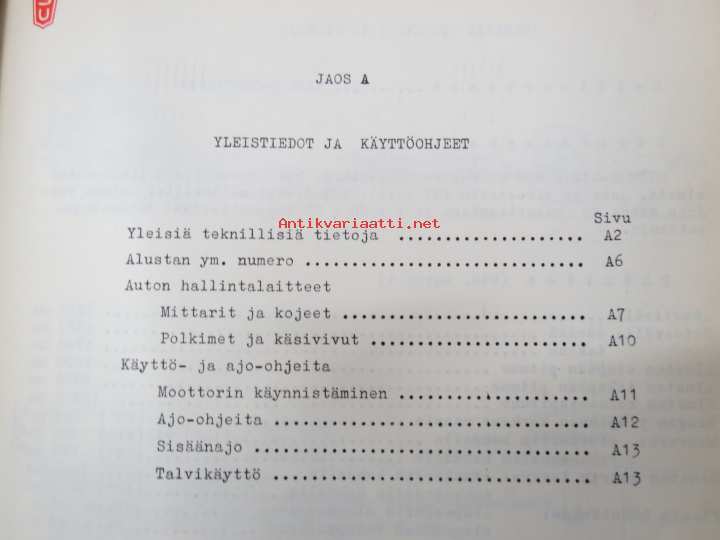 JAOS A
YLEISTIEDOT JA KÄYTTÖOHJEET
Sivu
Antikvariaatti.net
Yleisiä teknillisiä tietoja .................... A2
Alustan ym. numero .............................. A6
Auton hallintalaitteet
Mittarit ja kojeet .......................... A7
Polkimet ja käsivivut ........................ A10
Käyttö- ja ajo-ohjeita
Moottorin käynnistäminen ..................... A11
Ajo-ohjeita ................................... A12
Sisäänajo ..................................... A13
Talvikäyttö ................................... A13